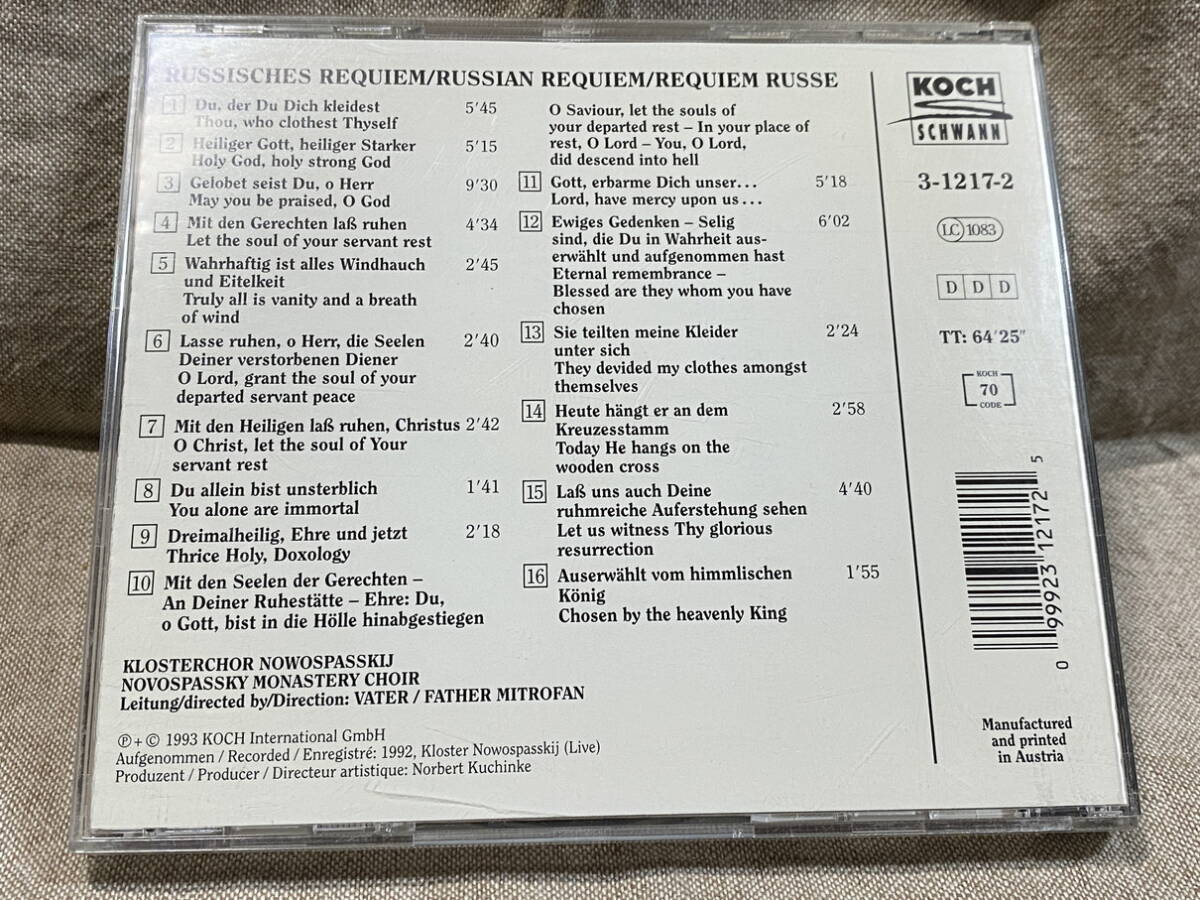 RUSSISCHES REQUIEM/RUSSIAN REQUIEM/REQUIEM RUSSE
1 Du, der Du Dich kleidest 5'45
Thou, who clothest Thyself
2 Heiliger Gott, heiliger Starker 5'15
Holy God, holy strong God
3 Gelobet seist Du, o Herr 9'30
May you be praised, O God
4 Mit den Gerechten laß ruhen 4'34
Let the soul of your servant rest
5 Wahrhaftig ist alles Windhauch 2'45
und Eitelkeit
Truly all is vanity and a breath
of wind
6 Lasse ruhen, o Herr, die Seelen 2'40
Deiner verstorbenen Diener
O Lord, grant the soul of your
departed servant peace
7 Mit den Heiligen laß ruhen, Christus 2'42
O Christ, let the soul of Your
servant rest
8 Du allein bist unsterblich 1'41
You alone are immortal
9 Dreimalheilig, Ehre und jetzt 2'18
Thrice Holy, Doxology
10 Mit den Seelen der Gerechten –
An Deiner Ruhestätte – Ehre: Du,
o Gott, bist in die Hölle hinabgestiegen
O Saviour, let the souls of
your departed rest – In your place of
rest, O Lord – You, O Lord,
did descend into hell
11 Gott, erbarme Dich unser... 5'18
Lord, have mercy upon us...
12 Ewiges Gedenken – Selig 6'02
sind, die Du in Wahrheit aus-
erwählt und aufgenommen hast
Eternal remembrance –
Blessed are they whom you have
chosen
13 Sie teilten meine Kleider 2'24
unter sich
They devided my clothes amongst
themselves
14 Heute hängt er an dem 2'58
Kreuzesstamm
Today He hangs on the
wooden cross
15 Laß uns auch Deine 4'40
ruhmreiche Auferstehung sehen
Let us witness Thy glorious
resurrection
16 Auserwählt vom himmlischen 1'55
König
Chosen by the heavenly King
KLOSTERCHOR NOWOSPASSKIJ
NOVOSPASSKY MONASTERY CHOIR
Leitung/directed by/Direction: VATER / FATHER MITROFAN
℗ + © 1993 KOCH International GmbH
Aufgenommen / Recorded / Enregistré: 1992, Kloster Nowospasskij (Live)
Produzent / Producer / Directeur artistique: Norbert Kuchinke
KOCH
SCHWANN
3-1217-2
LC 1083
D D D
TT: 64'25"
KOCH
70
CODE
0 99923 12172 5
Manufactured
and printed
in Austria